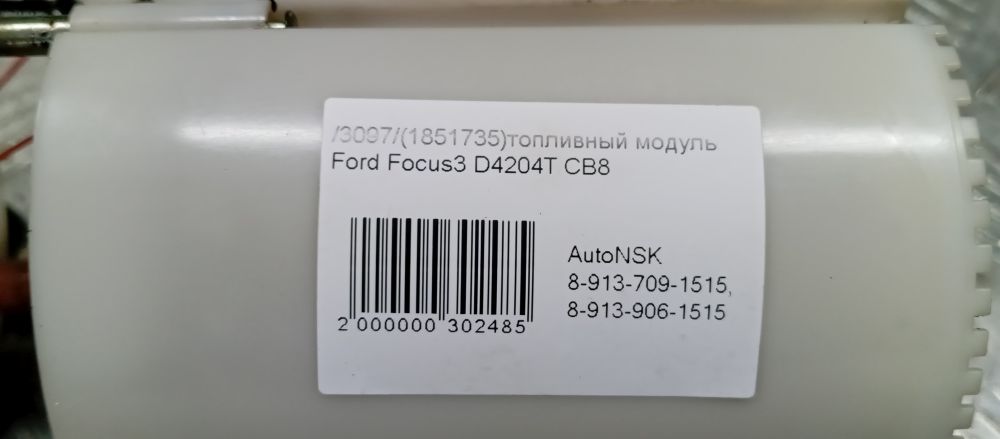 /3097/(1851735)топливный модуль
Ford Focus3 D4204T CB8
AutoNSK
8-913-709-1515,
8-913-906-1515
2 000000 302485